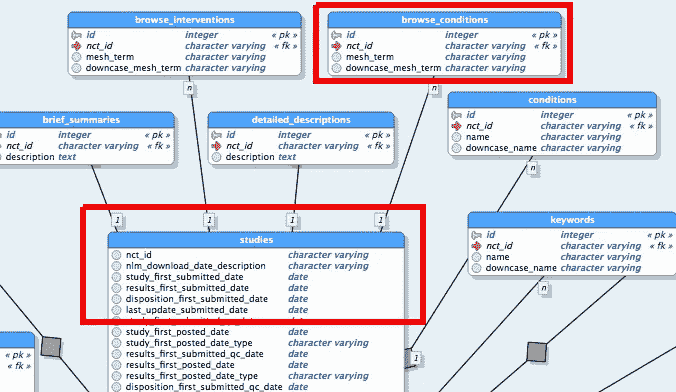 browse_interventions
id integer « pk »
nct_id character varying « fk »
mesh_term character varying
downcase_mesh_term character varying
n
browse_conditions
id integer « pk »
nct_id character varying « fk »
mesh_term character varying
downcase_mesh_term character varying
n
conditions
id integer « pk »
nct_id character varying « fk »
name character varying
downcase_name character varying
n
brief_summaries
id integer « pk »
nct_id character varying « fk »
description text
detailed_descriptions
id integer « pk »
nct_id character varying « fk »
description text
keywords
id integer « pk »
nct_id character varying « fk »
name character varying
downcase_name character varying
n
1
1
1
1
studies
nct_id character varying
nlm_download_date_description character varying
study_first_submitted_date date
results_first_submitted_date date
disposition_first_submitted_date date
last_update_submitted_date date
study_first_posted_date date
study_first_posted_date_type character varying
results_first_submitted_qc_date date
results_first_posted_date date
results_first_posted_date_type character varying
disposition_first_submitted_qc_date date
1
« pk »
« fk »